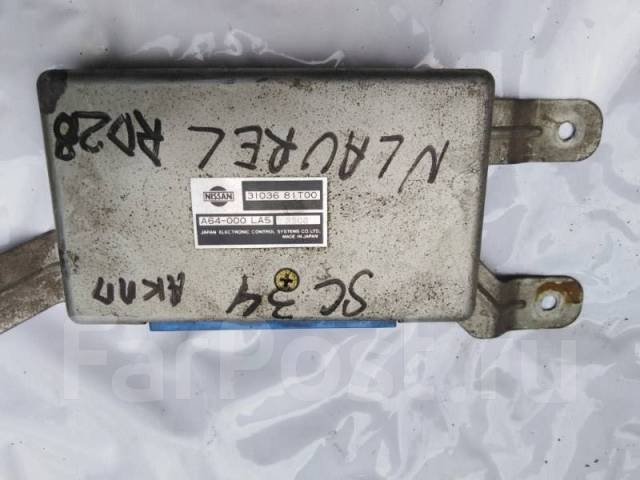 N LAUREL RD28
NISSAN
31036 81T00
A64-000 LA5
JAPAN ELECTRONIC CONTROL SYSTEMS CO.,LTD.
MADE IN JAPAN
SC 34 АКПП
FarPost.ru